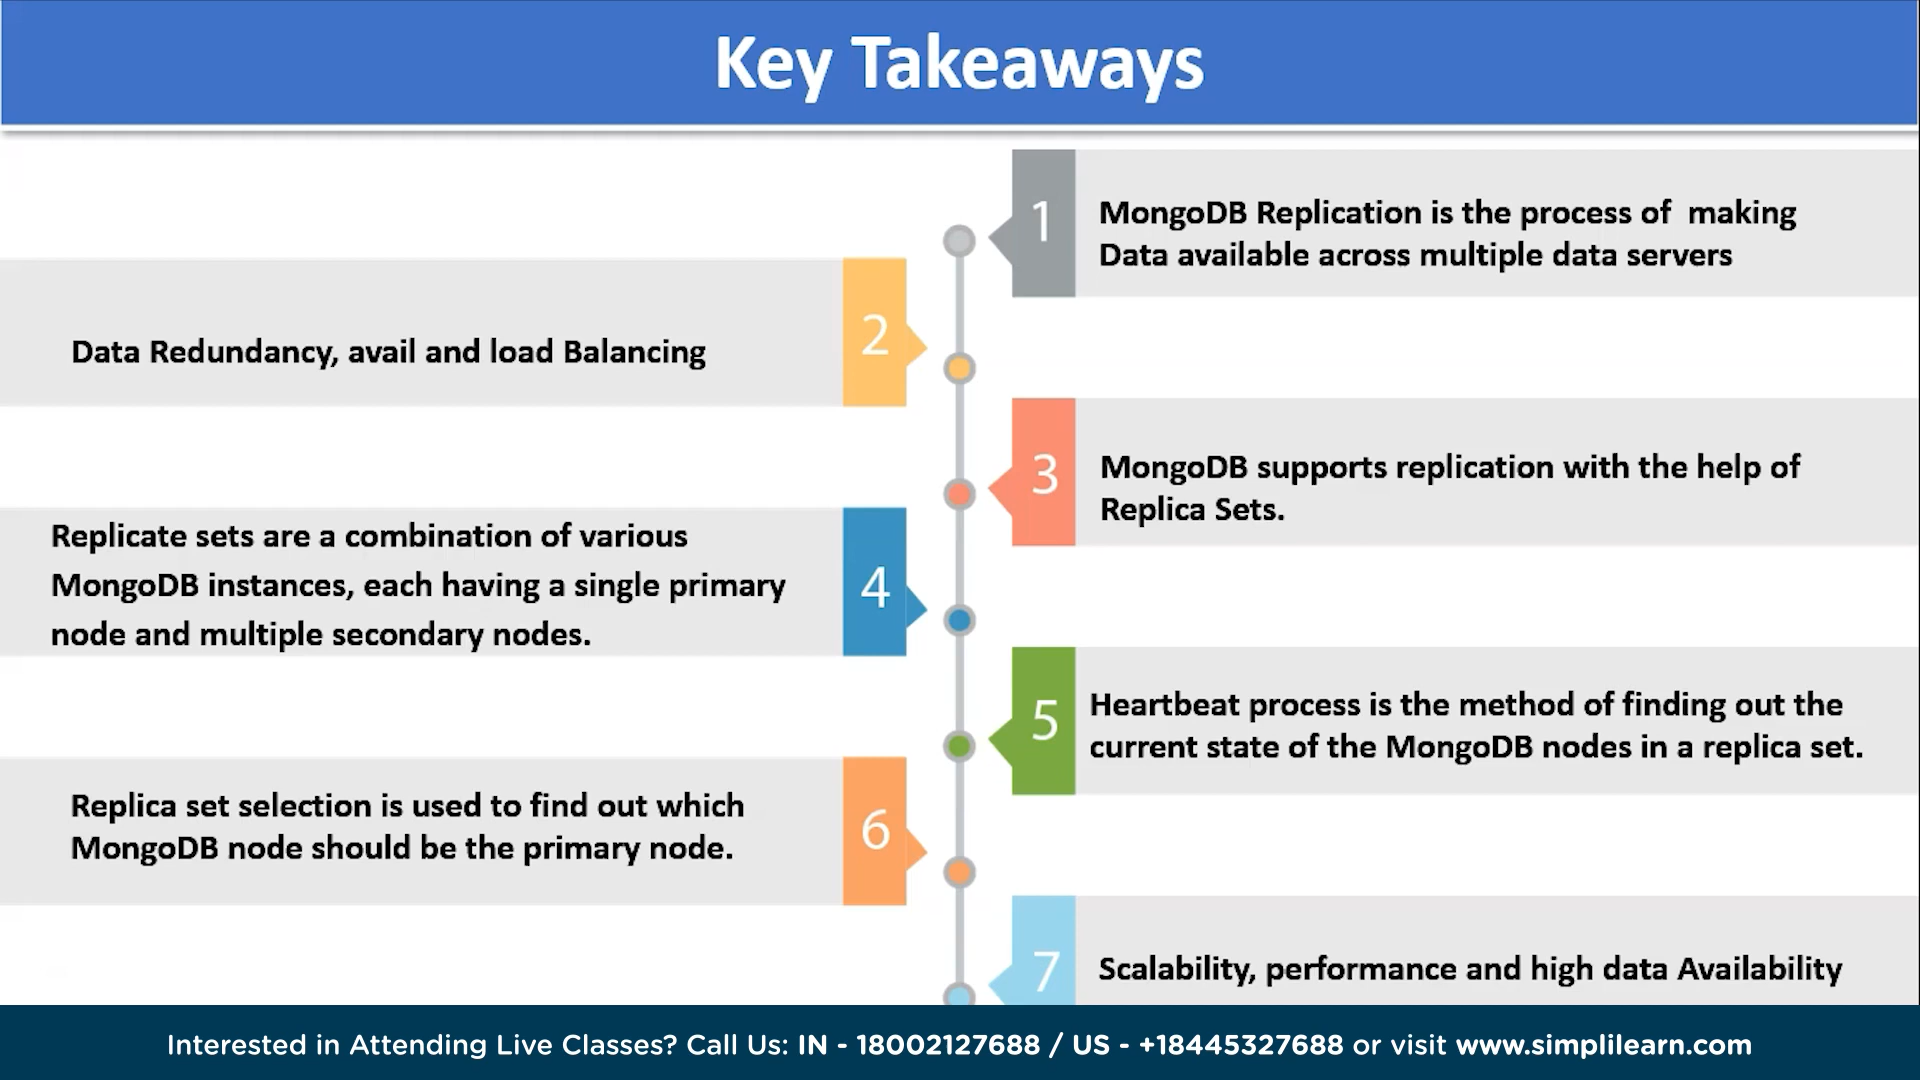 Key Takeaways
1
MongoDB Replication is the process of making
Data available across multiple data servers
2
Data Redundancy, avail and load Balancing
3
MongoDB supports replication with the help of
Replica Sets.
4
Replicate sets are a combination of various
MongoDB instances, each having a single primary
node and multiple secondary nodes.
5
Heartbeat process is the method of finding out the
current state of the MongoDB nodes in a replica set.
6
Replica set selection is used to find out which
MongoDB node should be the primary node.
7
Scalability, performance and high data Availability
Interested in Attending Live Classes? Call Us: IN - 18002127688 / US - +18445327688 or visit www.simplilearn.com